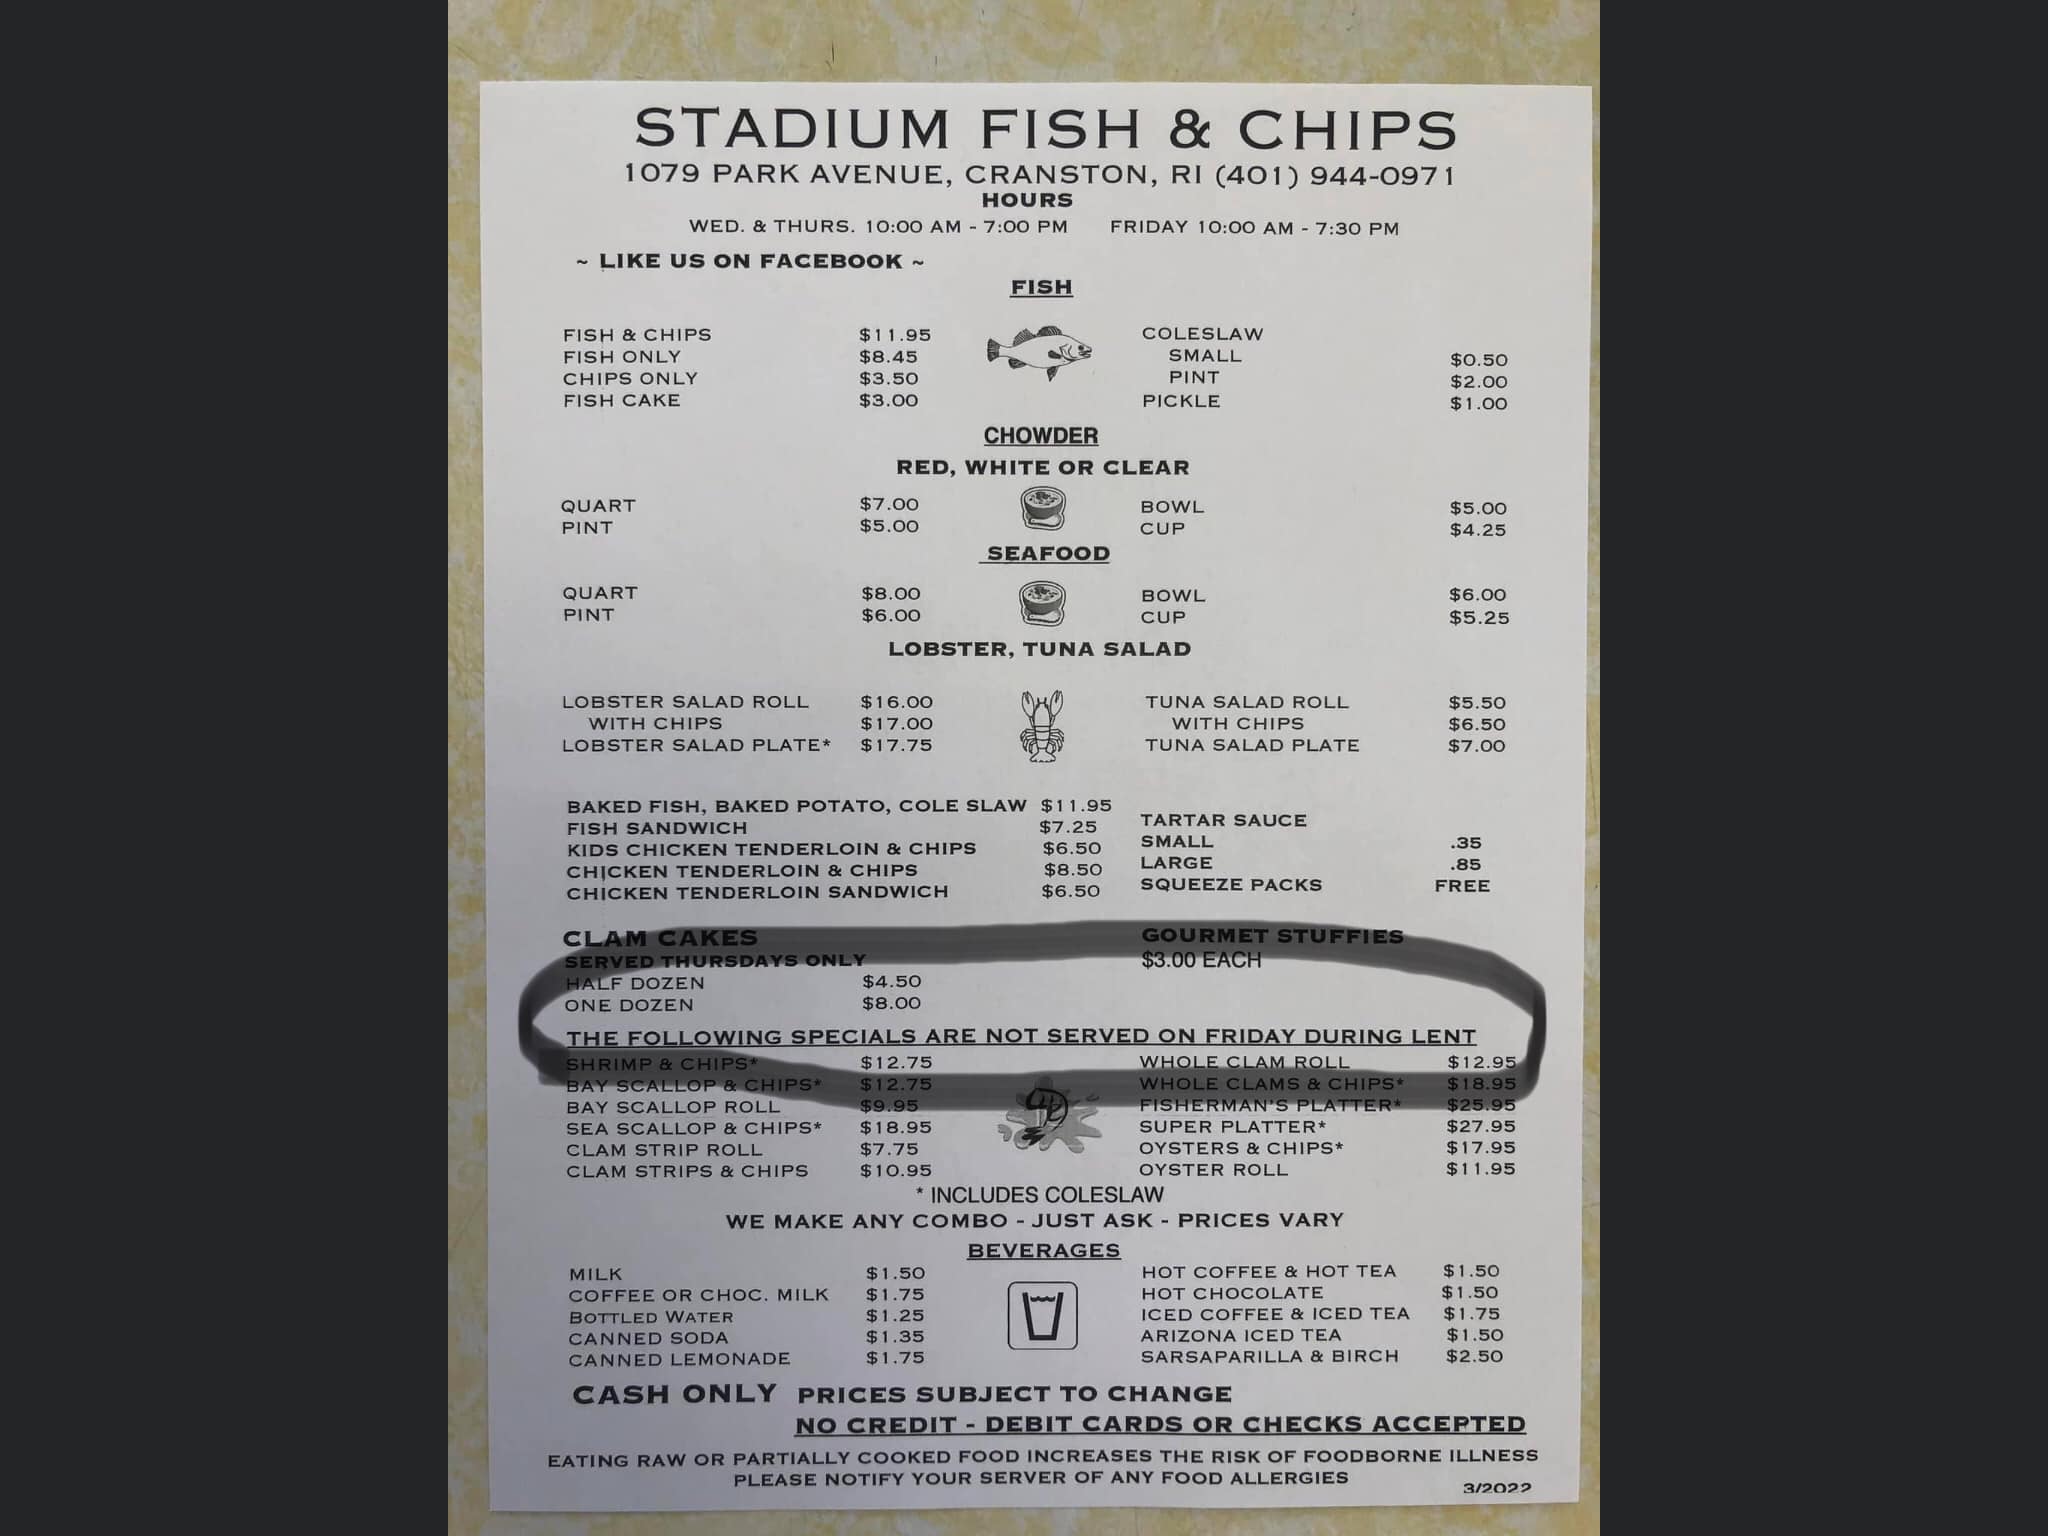 STADIUM FISH & CHIPS
1079 PARK AVENUE, CRANSTON, RI (401) 944-0971
HOURS
WED. & THURS. 10:00 AM - 7:00 PM FRIDAY 10:00 AM - 7:30 PM
~ LIKE US ON FACEBOOK ~
FISH
FISH & CHIPS $11.95
FISH ONLY $8.45
CHIPS ONLY $3.50
FISH CAKE $3.00
COLESLAW
SMALL $0.50
PINT $2.00
PICKLE $1.00
CHOWDER
RED, WHITE OR CLEAR
QUART $7.00
PINT $5.00
BOWL $5.00
CUP $4.25
SEAFOOD
QUART $8.00
PINT $6.00
BOWL $6.00
CUP $5.25
LOBSTER, TUNA SALAD
LOBSTER SALAD ROLL $16.00
WITH CHIPS $17.00
LOBSTER SALAD PLATE* $17.75
TUNA SALAD ROLL $5.50
WITH CHIPS $6.50
TUNA SALAD PLATE $7.00
BAKED FISH, BAKED POTATO, COLE SLAW $11.95
FISH SANDWICH $7.25
KIDS CHICKEN TENDERLOIN & CHIPS $6.50
CHICKEN TENDERLOIN & CHIPS $8.50
CHICKEN TENDERLOIN SANDWICH $6.50
TARTAR SAUCE
SMALL .35
LARGE .85
SQUEEZE PACKS FREE
CLAM CAKES
SERVED THURSDAYS ONLY
HALF DOZEN $4.50
ONE DOZEN $8.00
GOURMET STUFFIES
$3.00 EACH
THE FOLLOWING SPECIALS ARE NOT SERVED ON FRIDAY DURING LENT
SHRIMP & CHIPS* $12.75
BAY SCALLOP & CHIPS* $12.75
BAY SCALLOP ROLL $9.95
SEA SCALLOP & CHIPS* $18.95
CLAM STRIP ROLL $7.75
CLAM STRIPS & CHIPS $10.95
WHOLE CLAM ROLL $12.95
WHOLE CLAMS & CHIPS* $18.95
FISHERMAN'S PLATTER* $25.95
SUPER PLATTER* $27.95
OYSTERS & CHIPS* $17.95
OYSTER ROLL $11.95
* INCLUDES COLESLAW
WE MAKE ANY COMBO - JUST ASK - PRICES VARY
BEVERAGES
MILK $1.50
COFFEE OR CHOC. MILK $1.75
BOTTLED WATER $1.25
CANNED SODA $1.35
CANNED LEMONADE $1.75
HOT COFFEE & HOT TEA $1.50
HOT CHOCOLATE $1.50
ICED COFFEE & ICED TEA $1.75
ARIZONA ICED TEA $1.50
SARSAPARILLA & BIRCH $2.50
CASH ONLY PRICES SUBJECT TO CHANGE
NO CREDIT - DEBIT CARDS OR CHECKS ACCEPTED
EATING RAW OR PARTIALLY COOKED FOOD INCREASES THE RISK OF FOODBORNE ILLNESS
PLEASE NOTIFY YOUR SERVER OF ANY FOOD ALLERGIES
3/2022